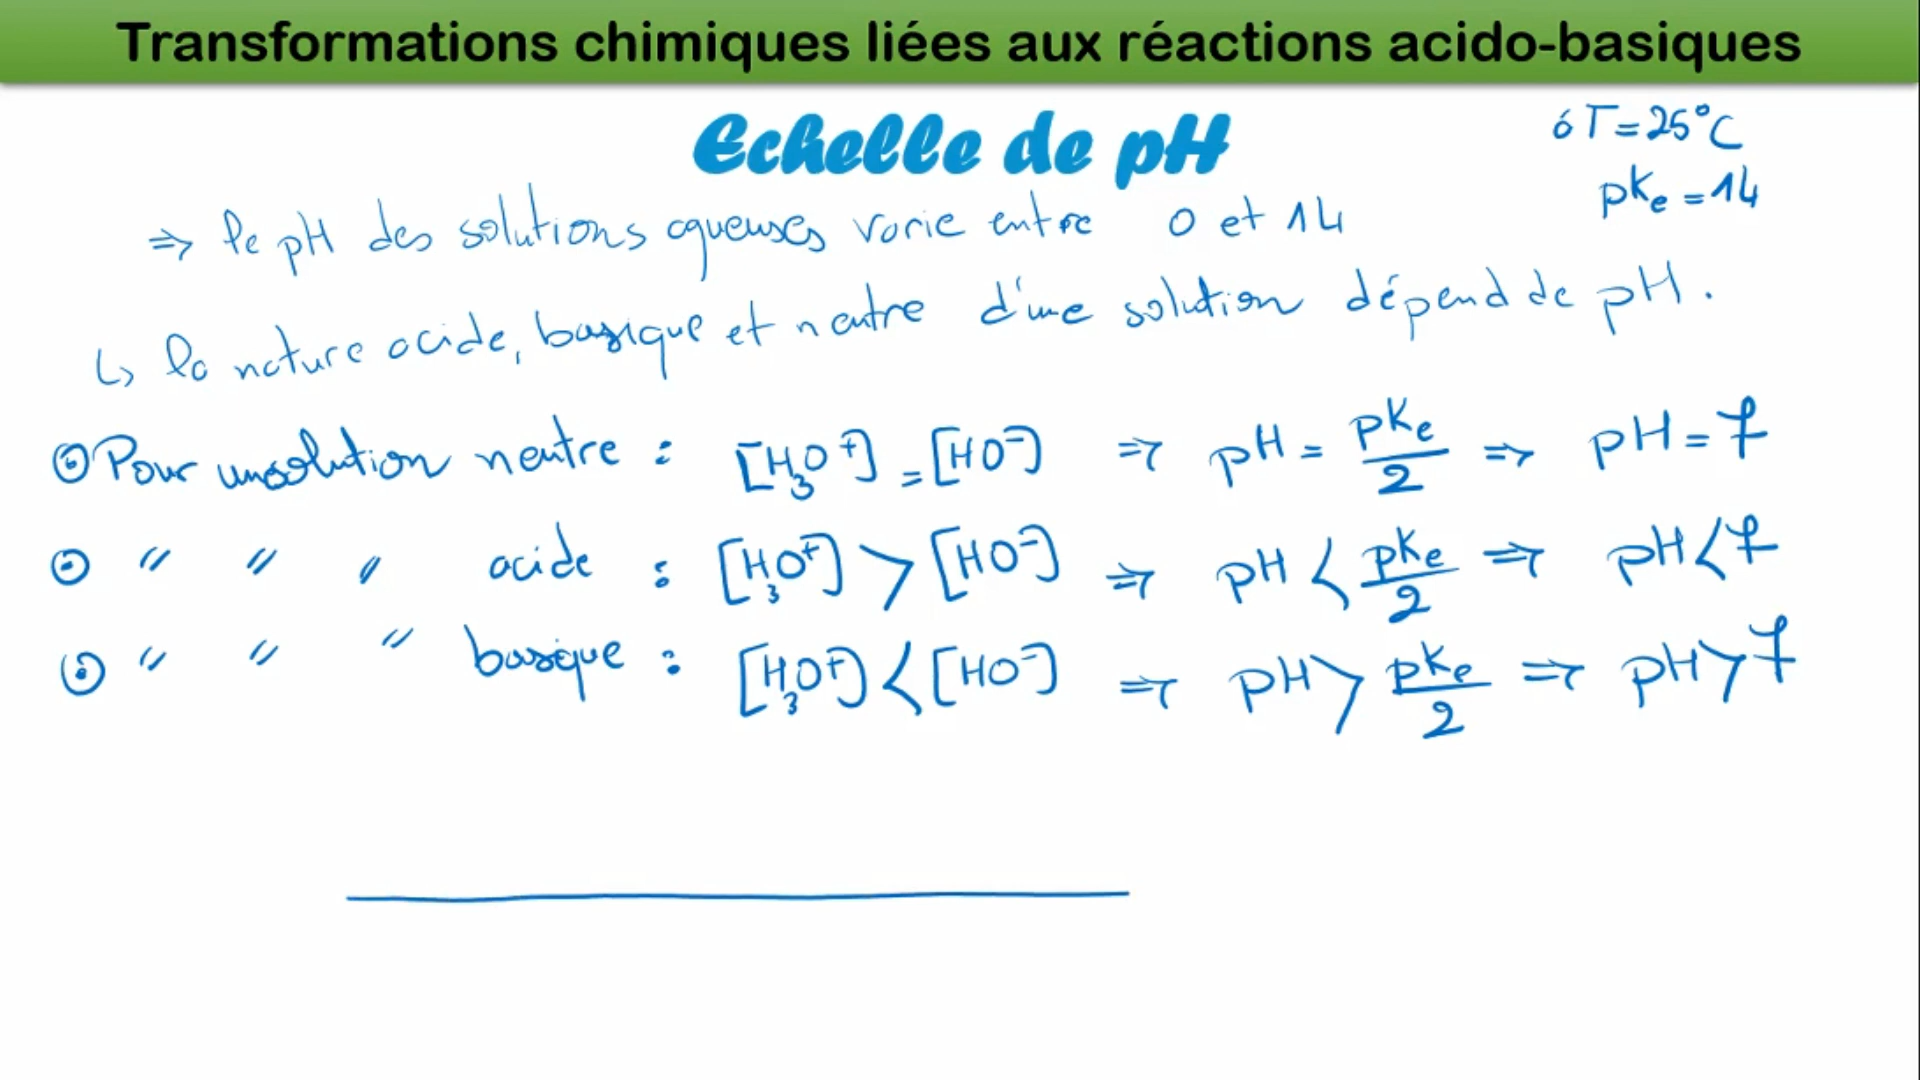 Transformations chimiques liées aux réactions acido-basiques
Echelle de pH
à T = 25°C
pKe = 14
⇒ le pH des solutions aqueuses varie entre 0 et 14
↳ la nature acide, basique et neutre d'une solution dépend de pH.
⊙ Pour un solution neutre : [H₃O⁺] = [HO⁻] ⇒ pH = pKe/2 ⇒ pH = 7
⊙ " " " acide : [H₃O⁺] > [HO⁻] ⇒ pH < pKe/2 ⇒ pH < 7
⊙ " " " basique : [H₃O⁺] < [HO⁻] ⇒ pH > pKe/2 ⇒ pH > 7